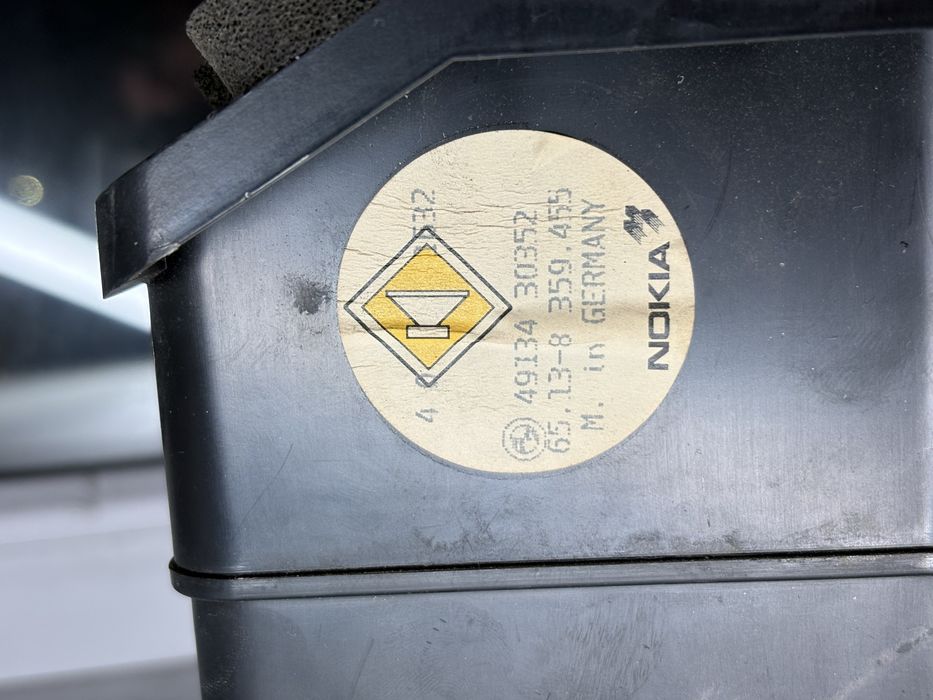 49134 30352
65.13-8 359.455
M. in GERMANY
NOKIA